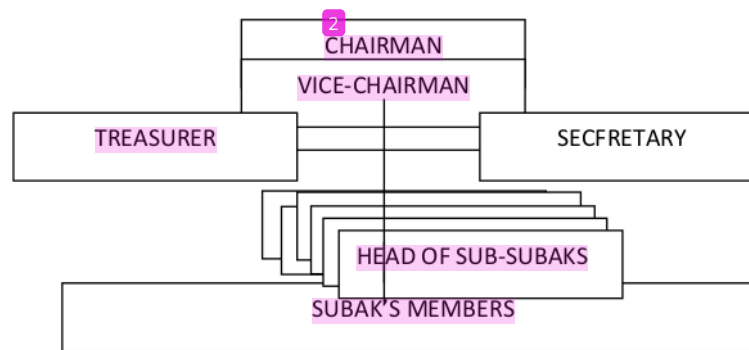 2
CHAIRMAN
VICE-CHAIRMAN
TREASURER
SECFRETARY
HEAD OF SUB-SUBAKS
SUBAK'S MEMBERS